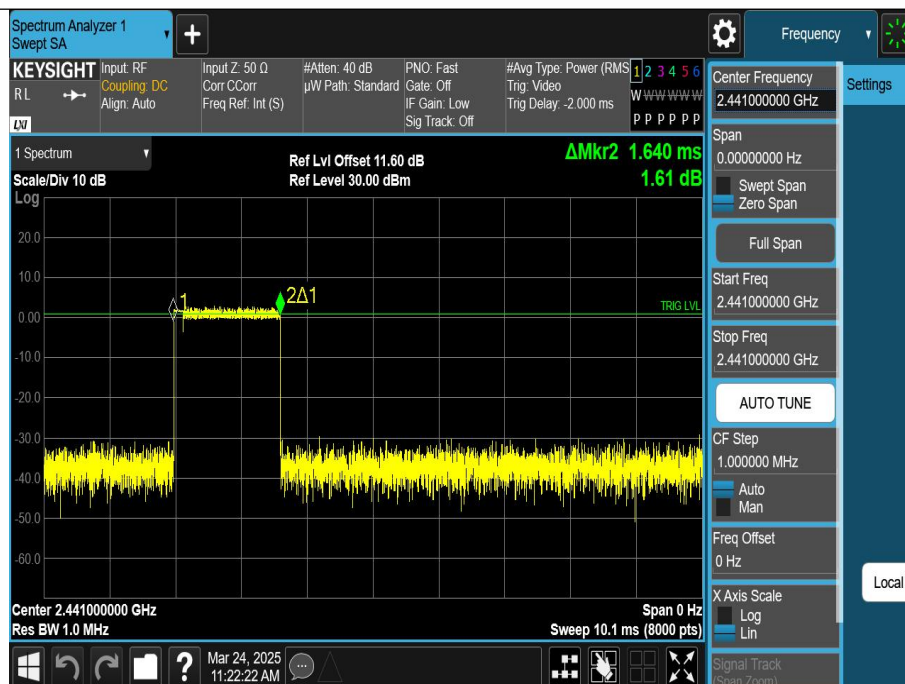 Spectrum Analyzer 1
Swept SA
Frequency
KEYSIGHT
RL
LXI
Input: RF
Coupling: DC
Align: Auto
Input Z: 50 Ω
Corr CCorr
Freq Ref: Int (S)
#Atten: 40 dB
µW Path: Standard
PNO: Fast
Gate: Off
IF Gain: Low
Sig Track: Off
#Avg Type: Power (RMS
Trig: Video
Trig Delay: -2.000 ms
1 2 3 4 5 6
W W W W W W
P P P P P P
1 Spectrum
Scale/Div 10 dB
Log
Ref Lvl Offset 11.60 dB
Ref Level 30.00 dBm
ΔMkr2 1.640 ms
1.61 dB
20.0
10.0
0.00
-10.0
-20.0
-30.0
-40.0
-50.0
-60.0
1
2Δ1
TRIG LVL
Center 2.441000000 GHz
Res BW 1.0 MHz
Span 0 Hz
Sweep 10.1 ms (8000 pts)
Mar 24, 2025
11:22:22 AM
Center Frequency
2.441000000 GHz
Span
0.00000000 Hz
Swept Span
Zero Span
Full Span
Start Freq
2.441000000 GHz
Stop Freq
2.441000000 GHz
AUTO TUNE
CF Step
1.000000 MHz
Auto
Man
Freq Offset
0 Hz
X Axis Scale
Log
Lin
Signal Track
(Span Zoom)
Settings
Local